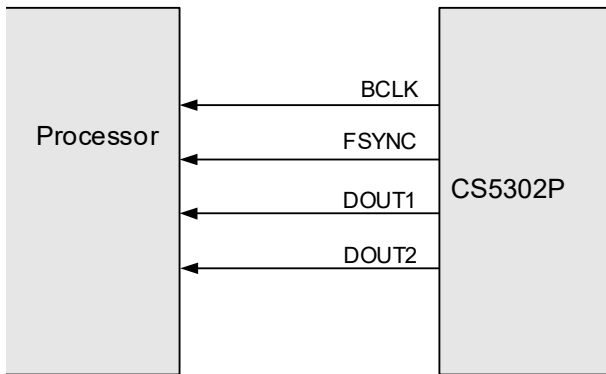 BCLK
Processor
FSYNC
CS5302P
DOUT1
DOUT2